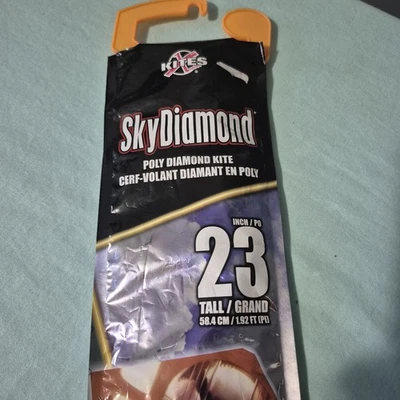 KITES
SkyDiamond
POLY DIAMOND KITE
CERF-VOLANT DIAMANT EN POLY
INCH / PO
23
TALL / GRAND
58.4 CM / 1.92 FT (PI)